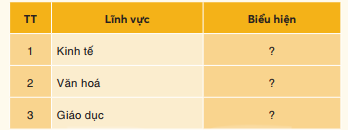 TT Lĩnh vực Biểu hiện
1 Kinh tế ?
2 Văn hoá ?
3 Giáo dục ?